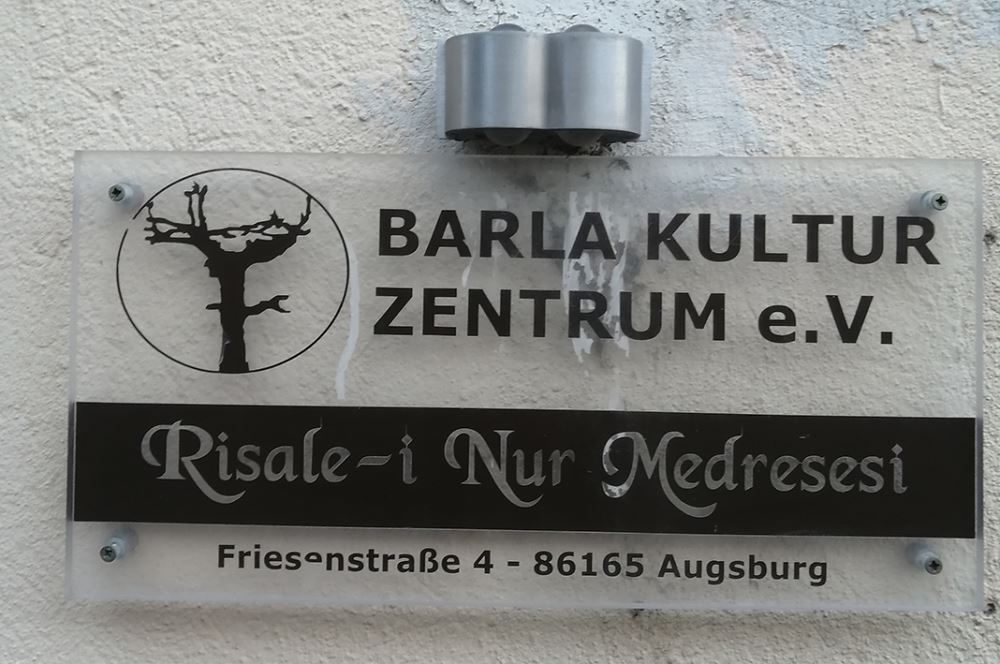 BARLA KULTUR
ZENTRUM e.V.
Risale-i Nur Medresesi
Friesenstraße 4 - 86165 Augsburg